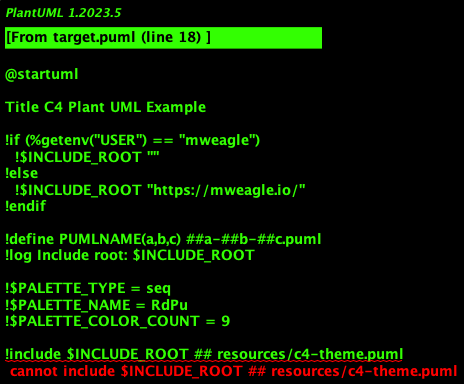 PlantUML 1.2023.5
[From target.puml (line 18) ]
@startuml
Title C4 Plant UML Example
!if (%getenv("USER") == "mweagle")
!$INCLUDE_ROOT ""
!else
!$INCLUDE_ROOT "https://mweagle.io/"
!endif
!define PUMLNAME(a,b,c) ##a-##b-##c.puml
!log Include root: $INCLUDE_ROOT
!$PALETTE_TYPE = seq
!$PALETTE_NAME = RdPu
!$PALETTE_COLOR_COUNT = 9
!include $INCLUDE_ROOT ## resources/c4-theme.puml
cannot include $INCLUDE_ROOT ## resources/c4-theme.puml